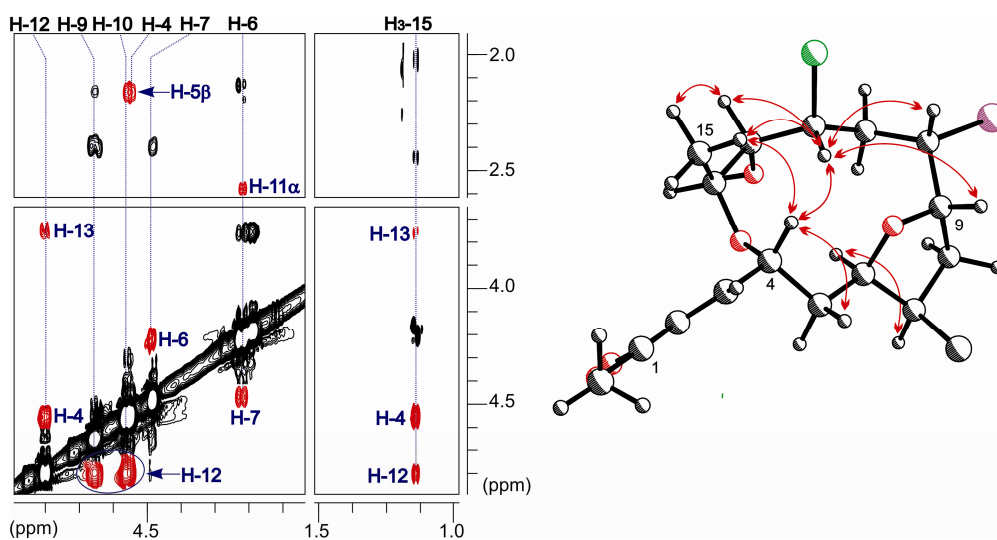 H-12 H-9 H-10 H-4 H-7 H-6 H₃-15
2.0
H-5β
15
2.5
H-11α
9
H-13 H-13
4.0
4
H-6
1
H-4 H-4
4.5
H-7
H-12 H-12
(ppm)
(ppm) 4.5 1.5 1.0